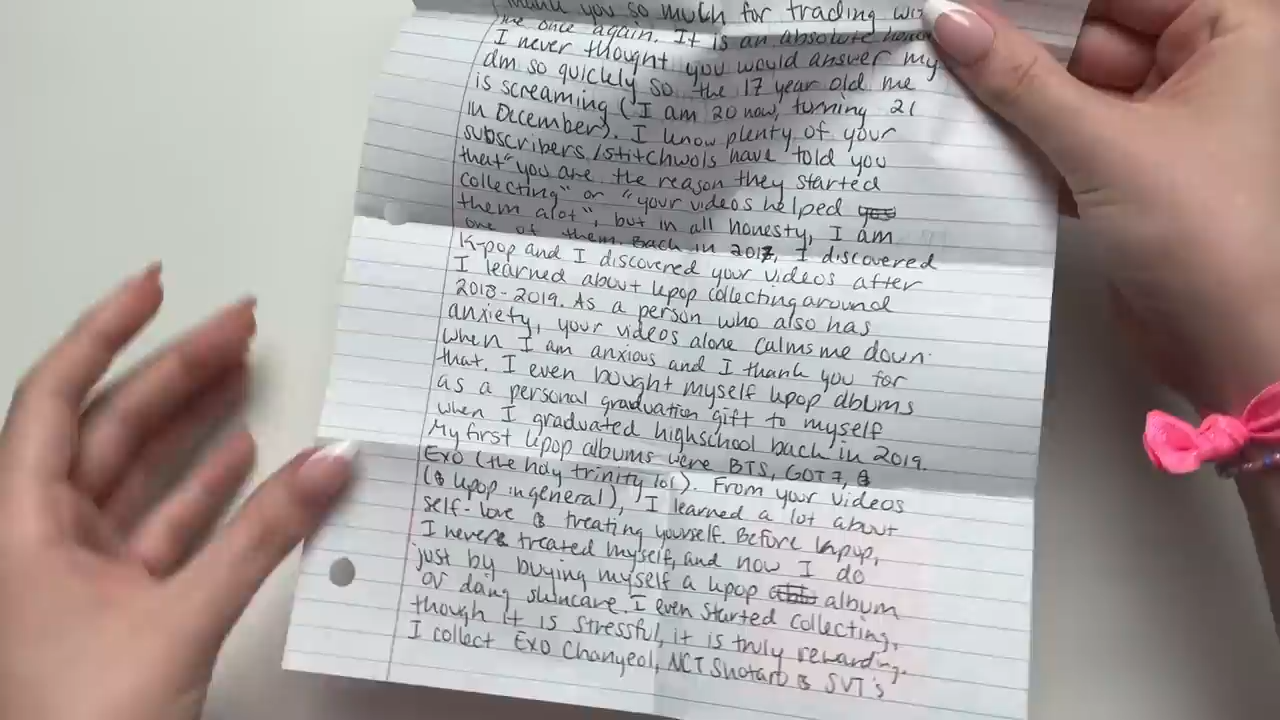 Thank you so much for trading
me once again. It is an absolute
I never thought you would answer my
dm so quickly so the 17 year old me
is screaming (I am 20 now, turning 21
in December). I know plenty of your
subscribers/stitchwols have told you
that "you are the reason they started
collecting" or "your videos helped
them alot", but in all honesty, I am
one of them. Back in 2017, I discovered
K-pop and I discovered your videos after
I learned about kpop collecting around
2018-2019. As a person who also has
anxiety, your videos alone calms me down
when I am anxious and I thank you for
that. I even bought myself kpop albums
as a personal graduation gift to myself
when I graduated highschool back in 2019.
My first kpop albums were BTS, GOT7, &
EXO (the holy trinity lol). From your videos
(& kpop in general), I learned a lot about
self-love & treating yourself. Before kpop,
I never treated myself, and now I do
just by buying myself a kpop album
or doing skincare. I even started collecting,
though it is stressful, it is truly rewarding.
I collect EXO Chanyeol, NCT Shotaro & SVT's